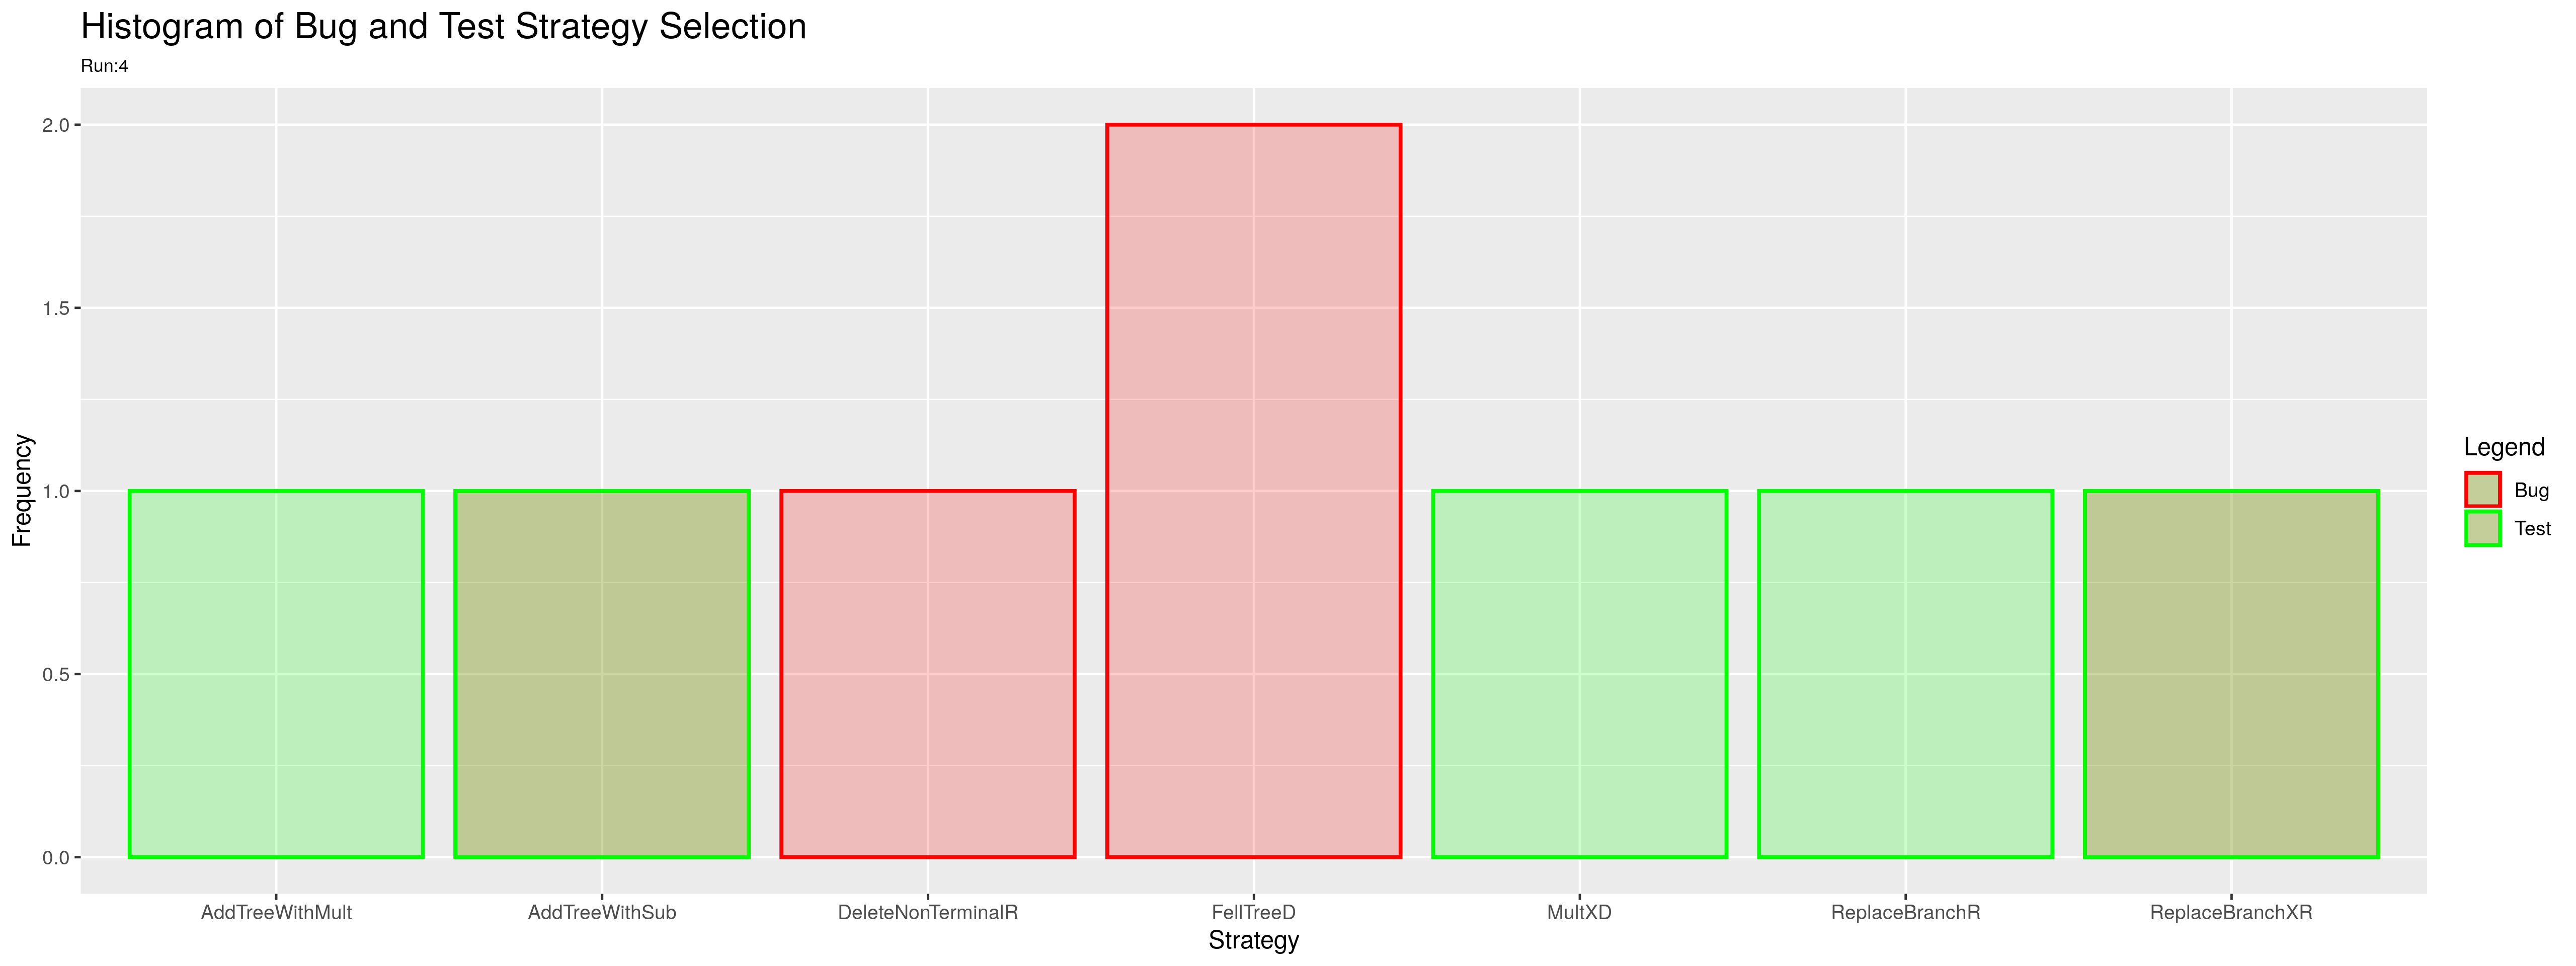 Histogram of Bug and Test Strategy Selection
Run:4
Frequency
2.0
1.5
1.0
0.5
0.0
AddTreeWithMult AddTreeWithSub DeleteNonTerminalR FellTreeD MultXD ReplaceBranchR ReplaceBranchXR
Strategy
Legend
Bug
Test